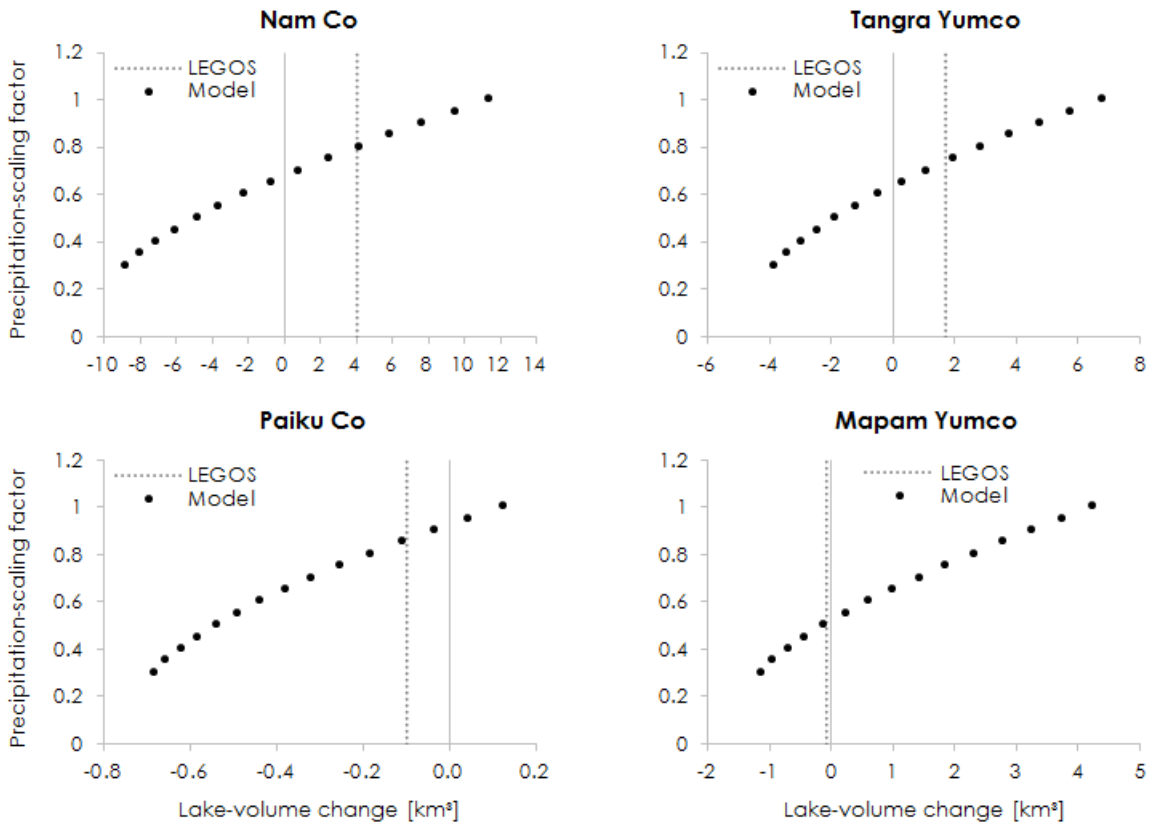 Nam Co
Precipitation-scaling factor
1.2
1
0.8
0.6
0.4
0.2
0
LEGOS
Model
-10 -8 -6 -4 -2 0 2 4 6 8 10 12 14
Tangra Yumco
1.2
1
0.8
0.6
0.4
0.2
0
LEGOS
Model
-6 -4 -2 0 2 4 6 8
Paiku Co
Precipitation-scaling factor
1.2
1
0.8
0.6
0.4
0.2
0
LEGOS
Model
-0.8 -0.6 -0.4 -0.2 0.0 0.2
Lake-volume change [km³]
Mapam Yumco
1.2
1
0.8
0.6
0.4
0.2
0
LEGOS
Model
-2 -1 0 1 2 3 4 5
Lake-volume change [km³]